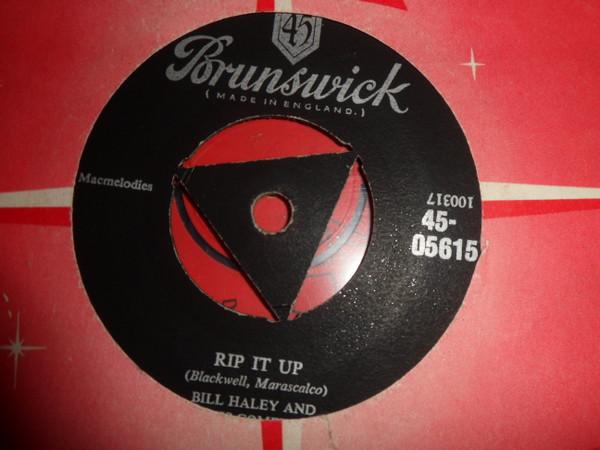 45
Brunswick
( MADE IN ENGLAND. )
Macmelodies
100317
45-
05615
RIP IT UP
(Blackwell, Marascalco)
BILL HALEY AND